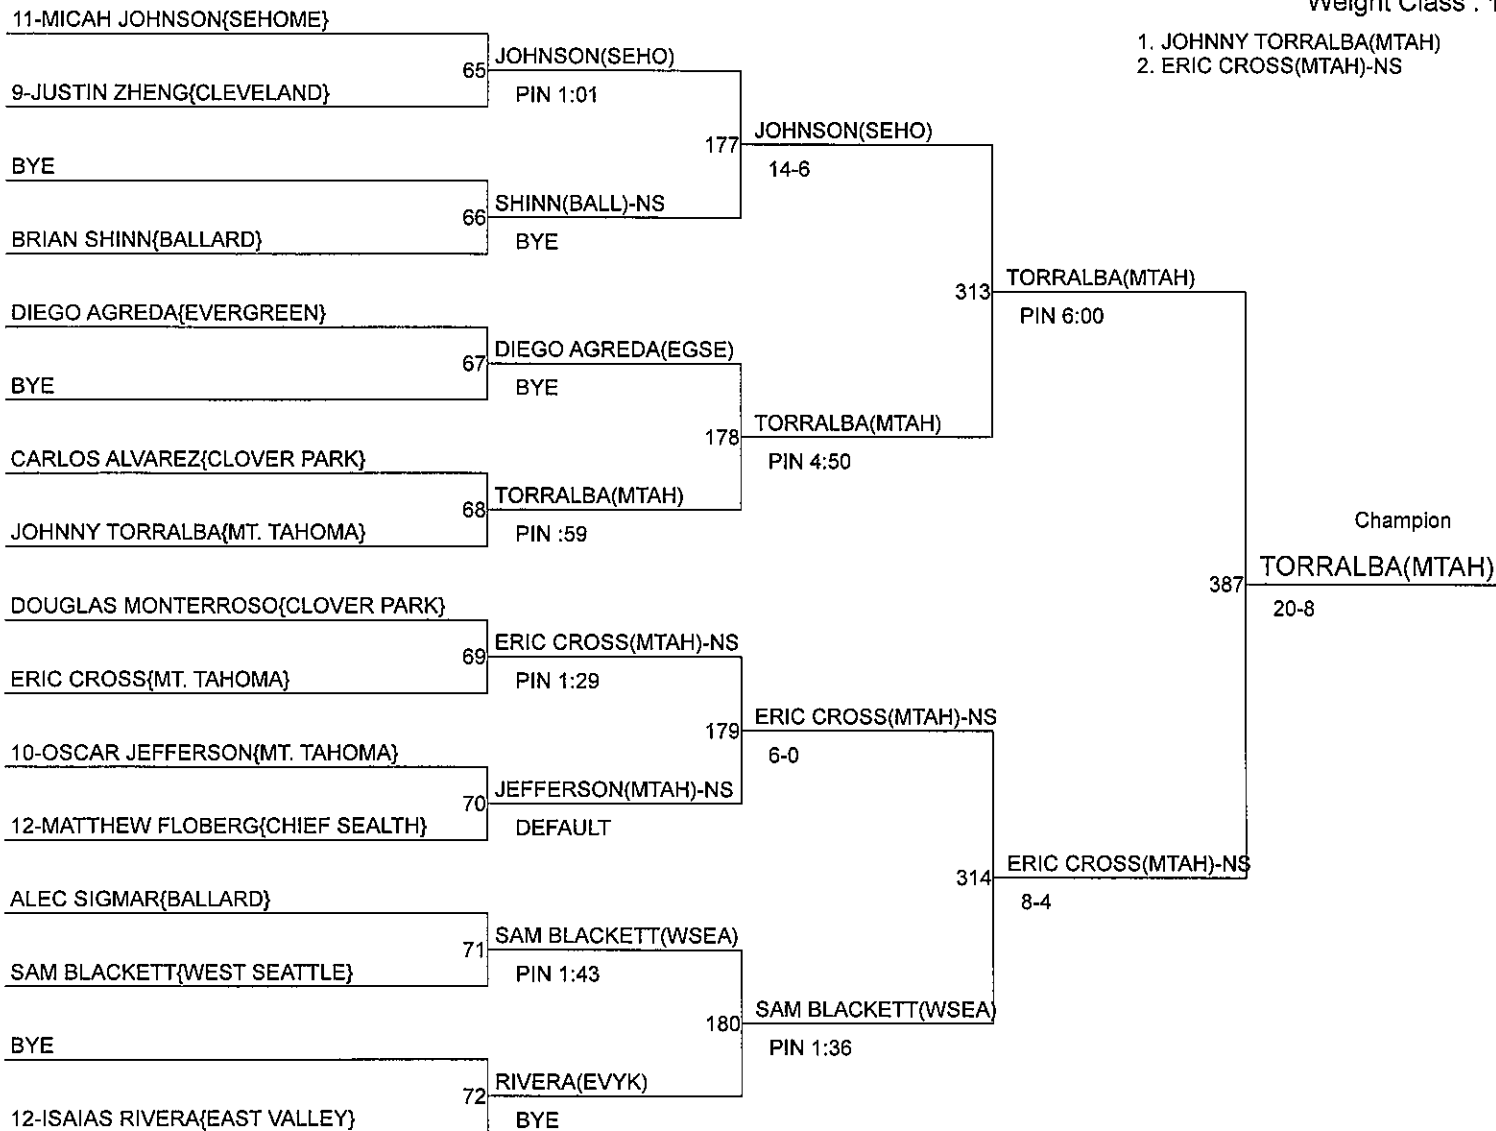 Weight Class : 1
1. JOHNNY TORRALBA(MTAH)
2. ERIC CROSS(MTAH)-NS
11-MICAH JOHNSON{SEHOME}
65 JOHNSON(SEHO)
9-JUSTIN ZHENG{CLEVELAND}
PIN 1:01
177 JOHNSON(SEHO)
14-6
BYE
66 SHINN(BALL)-NS
BRIAN SHINN{BALLARD}
BYE
313 TORRALBA(MTAH)
PIN 6:00
DIEGO AGREDA{EVERGREEN}
67 DIEGO AGREDA(EGSE)
BYE
BYE
178 TORRALBA(MTAH)
PIN 4:50
CARLOS ALVAREZ{CLOVER PARK}
68 TORRALBA(MTAH)
JOHNNY TORRALBA{MT. TAHOMA}
PIN :59
Champion
387 TORRALBA(MTAH)
20-8
DOUGLAS MONTERROSO{CLOVER PARK}
69 ERIC CROSS(MTAH)-NS
ERIC CROSS{MT. TAHOMA}
PIN 1:29
179 ERIC CROSS(MTAH)-NS
6-0
10-OSCAR JEFFERSON{MT. TAHOMA}
70 JEFFERSON(MTAH)-NS
12-MATTHEW FLOBERG{CHIEF SEALTH}
DEFAULT
314 ERIC CROSS(MTAH)-NS
8-4
ALEC SIGMAR{BALLARD}
71 SAM BLACKETT(WSEA)
SAM BLACKETT{WEST SEATTLE}
PIN 1:43
180 SAM BLACKETT(WSEA)
PIN 1:36
BYE
72 RIVERA(EVYK)
12-ISAIAS RIVERA{EAST VALLEY}
BYE